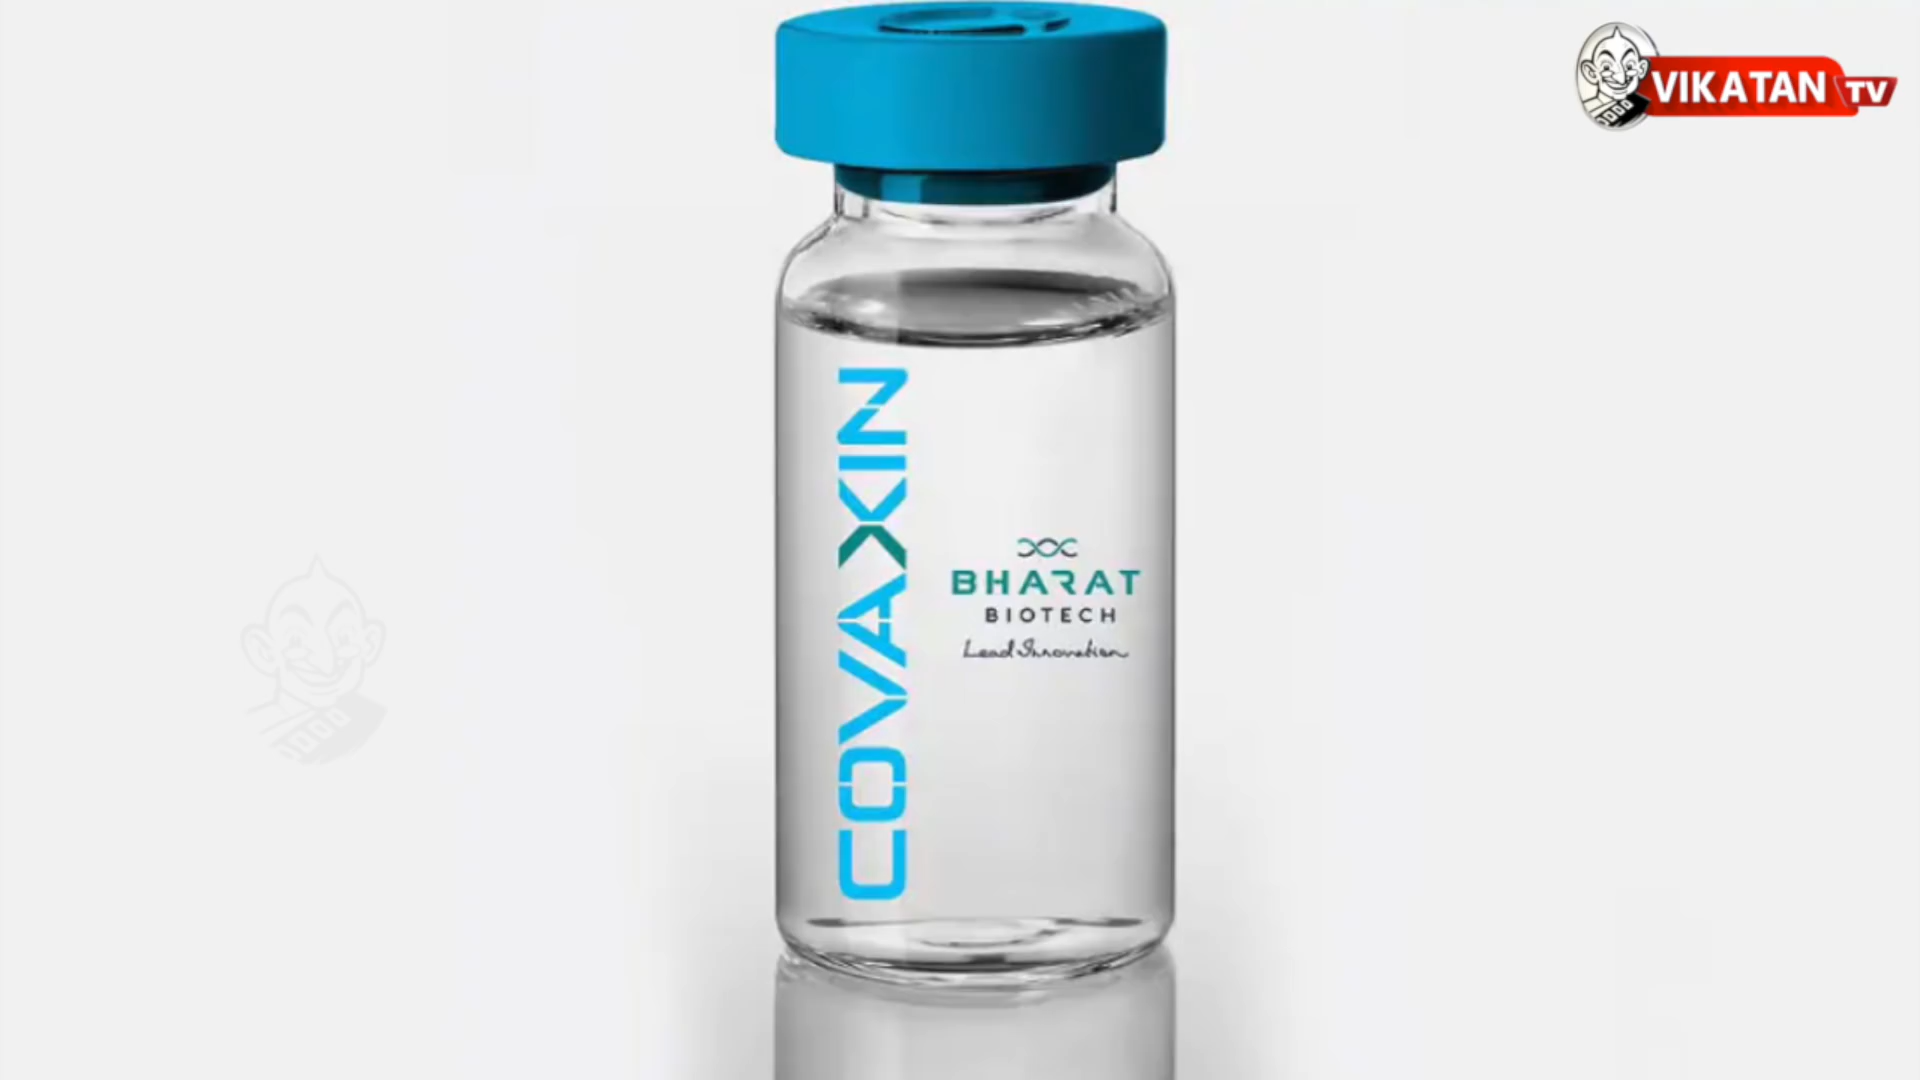 VIKATAN TV
COVAXIN
BHARAT
BIOTECH
Lead Innovation